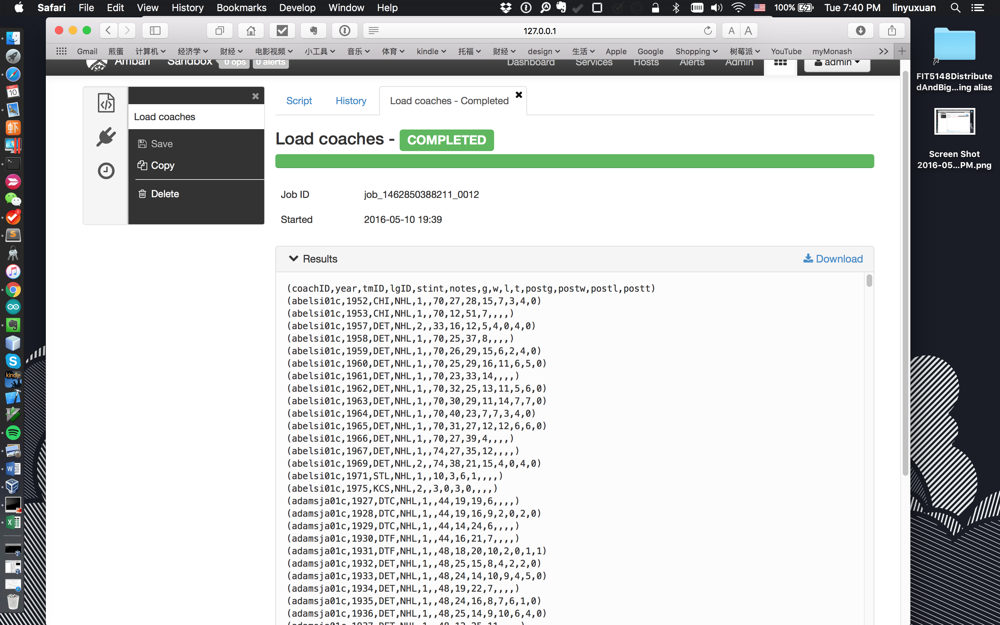 Safari File Edit View History Bookmarks Develop Window Help 100% Tue 7:40 PM linyuxuan
127.0.0.1 A A
Gmail 煎蛋 计算机 经济学 财经 电影视频 小工具 音乐 体育 kindle 托福 财经 design 生活 Apple Google Shopping 树莓派 YouTube myMonash >> +
Ambari Sandbox 0 ops 0 alerts Dashboard Services Hosts Alerts Admin admin
FIT5148Distribute
dAndBig...ing alias
Screen Shot
2016-05...PM.png
Load coaches
Save
Copy
Delete
Script History Load coaches - Completed
Load coaches - COMPLETED
Job ID job_1462850388211_0012
Started 2016-05-10 19:39
Results Download
(coachID,year,tmID,lgID,stint,notes,g,w,l,t,postg,postw,postl,postt)
(abelsi01c,1952,CHI,NHL,1,,70,27,28,15,7,3,4,0)
(abelsi01c,1953,CHI,NHL,1,,70,12,51,7,,,,)
(abelsi01c,1957,DET,NHL,2,,33,16,12,5,4,0,4,0)
(abelsi01c,1958,DET,NHL,1,,70,25,37,8,,,,)
(abelsi01c,1959,DET,NHL,1,,70,26,29,15,6,2,4,0)
(abelsi01c,1960,DET,NHL,1,,70,25,29,16,11,6,5,0)
(abelsi01c,1961,DET,NHL,1,,70,23,33,14,,,,)
(abelsi01c,1962,DET,NHL,1,,70,32,25,13,11,5,6,0)
(abelsi01c,1963,DET,NHL,1,,70,30,29,11,14,7,7,0)
(abelsi01c,1964,DET,NHL,1,,70,40,23,7,7,3,4,0)
(abelsi01c,1965,DET,NHL,1,,70,31,27,12,12,6,6,0)
(abelsi01c,1966,DET,NHL,1,,70,27,39,4,,,,)
(abelsi01c,1967,DET,NHL,1,,74,27,35,12,,,,)
(abelsi01c,1969,DET,NHL,2,,74,38,21,15,4,0,4,0)
(abelsi01c,1971,STL,NHL,1,,10,3,6,1,,,,)
(abelsi01c,1975,KCS,NHL,2,,3,0,3,0,,,,)
(adamsja01c,1927,DTC,NHL,1,,44,19,19,6,,,,)
(adamsja01c,1928,DTC,NHL,1,,44,19,16,9,2,0,2,0)
(adamsja01c,1929,DTC,NHL,1,,44,14,24,6,,,,)
(adamsja01c,1930,DTF,NHL,1,,44,16,21,7,,,,)
(adamsja01c,1931,DTF,NHL,1,,48,18,20,10,2,0,1,1)
(adamsja01c,1932,DET,NHL,1,,48,25,15,8,4,2,2,0)
(adamsja01c,1933,DET,NHL,1,,48,24,14,10,9,4,5,0)
(adamsja01c,1934,DET,NHL,1,,48,19,22,7,,,,)
(adamsja01c,1935,DET,NHL,1,,48,24,16,8,7,6,1,0)
(adamsja01c,1936,DET,NHL,1,,48,25,14,9,10,6,4,0)
MAY
10
虾
2
kindle